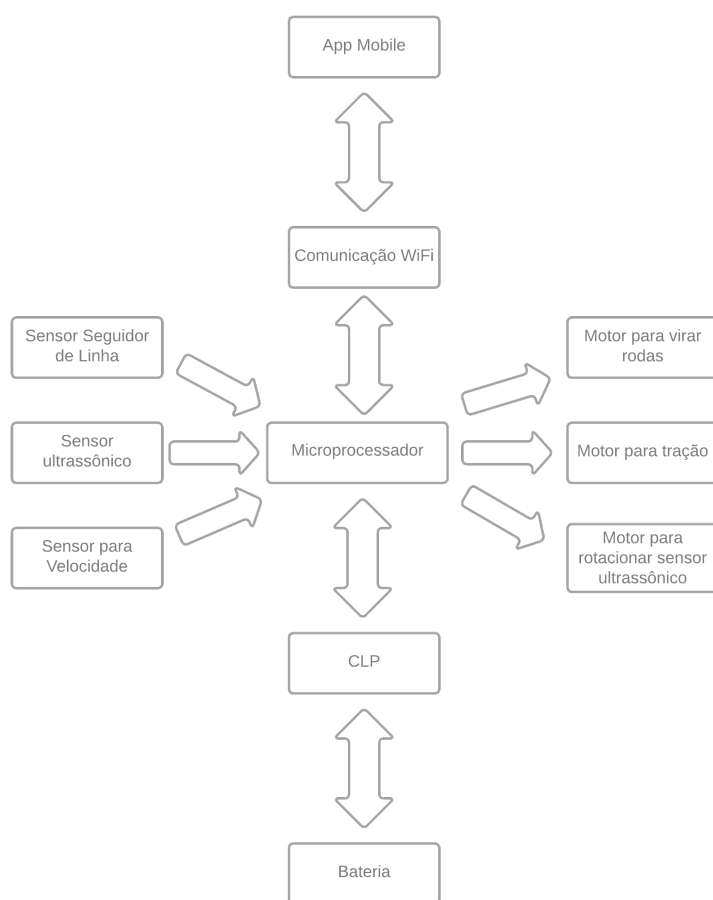 App Mobile
Comunicação WiFi
Sensor Seguidor
de Linha
Motor para virar
rodas
Sensor
ultrassônico
Microprocessador
Motor para tração
Sensor para
Velocidade
Motor para
rotacionar sensor
ultrassônico
CLP
Bateria